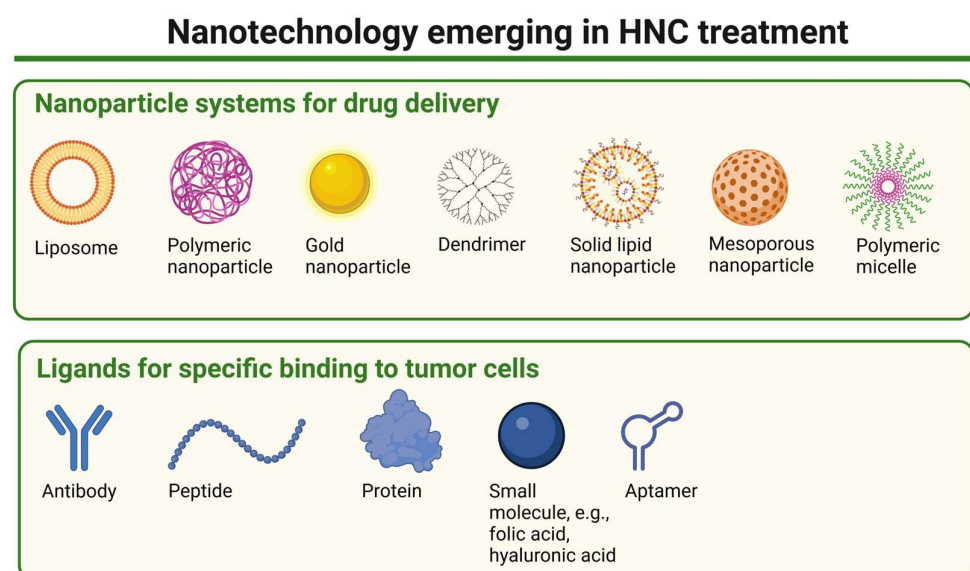 Nanotechnology emerging in HNC treatment
Nanoparticle systems for drug delivery
Liposome
Polymeric
nanoparticle
Gold
nanoparticle
Dendrimer
Solid lipid
nanoparticle
Mesoporous
nanoparticle
Polymeric
micelle
Ligands for specific binding to tumor cells
Antibody
Peptide
Protein
Small
molecule, e.g.,
folic acid,
hyaluronic acid
Aptamer